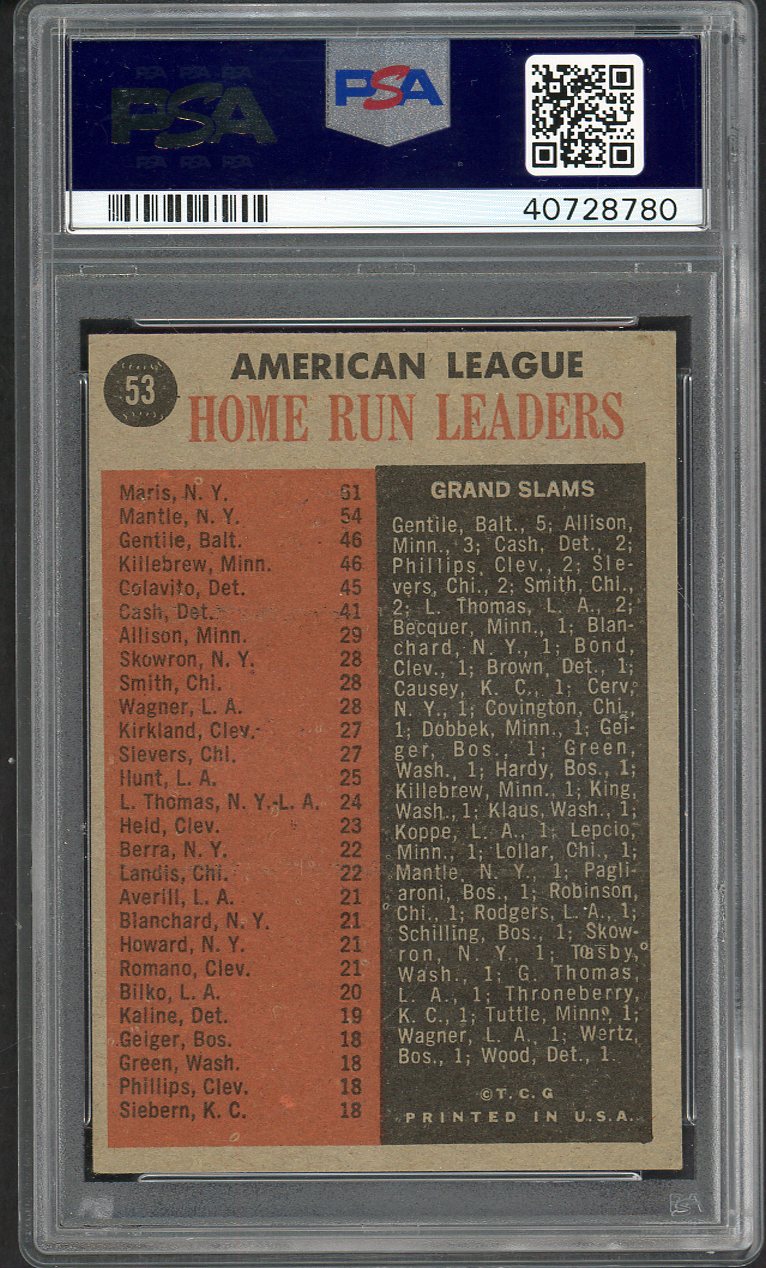 PSA PSA PSA
PSA
PSA PSA PSA
PSA
40728780
53
AMERICAN LEAGUE
HOME RUN LEADERS
Maris, N. Y. 61
Mantle, N. Y. 54
Gentile, Balt. 46
Killebrew, Minn. 46
Colavito, Det. 45
Cash, Det. 41
Allison, Minn. 29
Skowron, N. Y. 28
Smith, Chi. 28
Wagner, L. A. 28
Kirkland, Clev. 27
Sievers, Chi. 27
Hunt, L. A. 25
L. Thomas, N. Y.-L. A. 24
Held, Clev. 23
Berra, N. Y. 22
Landis, Chi. 22
Averill, L. A. 21
Blanchard, N. Y. 21
Howard, N. Y. 21
Romano, Clev. 21
Bilko, L. A. 20
Kaline, Det. 19
Geiger, Bos. 18
Green, Wash. 18
Phillips, Clev. 18
Siebern, K. C. 18
GRAND SLAMS
Gentile, Balt., 5; Allison,
Minn., 3; Cash, Det., 2;
Phillips, Clev., 2; Sie-
vers, Chi., 2; Smith, Chi.,
2; L. Thomas, L. A., 2;
Becquer, Minn., 1; Blan-
chard, N. Y., 1; Bond,
Clev., 1; Brown, Det., 1;
Causey, K. C., 1; Cerv,
N. Y., 1; Covington, Chi.,
1; Dobbek, Minn., 1; Gei-
ger, Bos., 1; Green,
Wash., 1; Hardy, Bos., 1;
Killebrew, Minn., 1; King,
Wash., 1; Klaus, Wash., 1;
Koppe, L. A., 1; Lepcio,
Minn., 1; Lollar, Chi., 1;
Mantle, N. Y., 1; Pagli-
aroni, Bos., 1; Robinson,
Chi., 1; Rodgers, L. A., 1;
Schilling, Bos., 1; Skow-
ron, N. Y., 1; Tasby,
Wash., 1; G. Thomas,
L. A., 1; Throneberry,
K. C., 1; Tuttle, Minn., 1;
Wagner, L. A., 1; Wertz,
Bos., 1; Wood, Det., 1.
©T. C. G
PRINTED IN U.S.A.
PSA